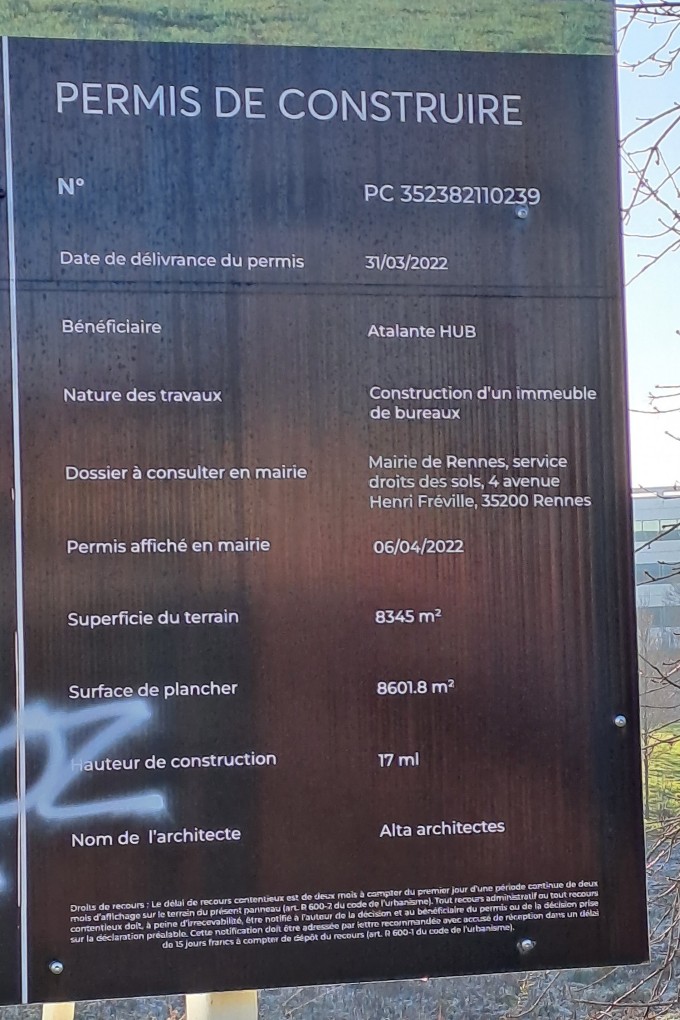 PERMIS DE CONSTRUIRE
N° PC 352382110239
Date de délivrance du permis 31/03/2022
Bénéficiaire Atalante HUB
Nature des travaux Construction d'un immeuble
de bureaux
Dossier à consulter en mairie Mairie de Rennes, service
droits des sols, 4 avenue
Henri Fréville, 35200 Rennes
Permis affiché en mairie 06/04/2022
Superficie du terrain 8345 m²
Surface de plancher 8601.8 m²
Hauteur de construction 17 ml
Nom de l'architecte Alta architectes
Droits de recours : Le délai de recours contentieux est de deux mois à compter du premier jour d'une période continue de deux
mois d'affichage sur le terrain du présent panneau (art. R 600-2 du code de l'urbanisme). Tout recours administratif ou tout recours
contentieux doit, à peine d'irrecevabilité, être notifié à l'auteur de la décision et au bénéficiaire du permis ou de la décision prise
sur la déclaration préalable. Cette notification doit être adressée par lettre recommandée avec accusé de réception dans un délai
de 15 jours francs à compter de dépôt du recours (art. R 600-1 du code de l'urbanisme).